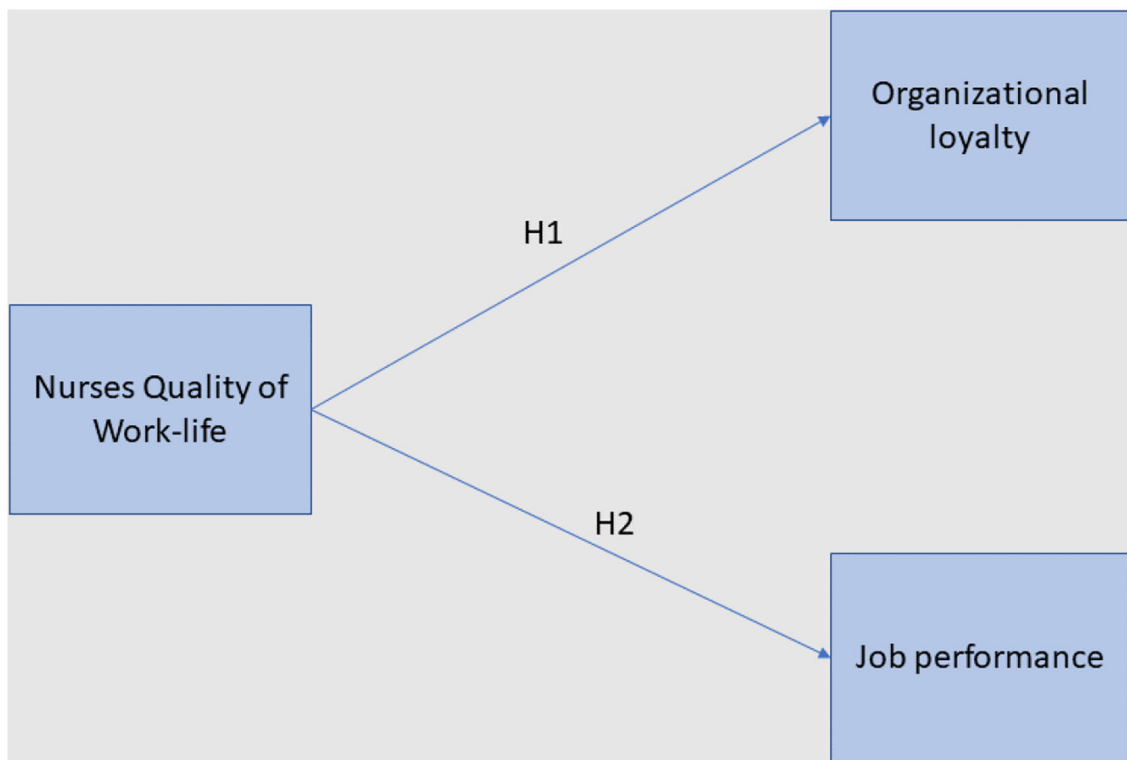 Organizational
loyalty
H1
Nurses Quality of
Work-life
H2
Job performance